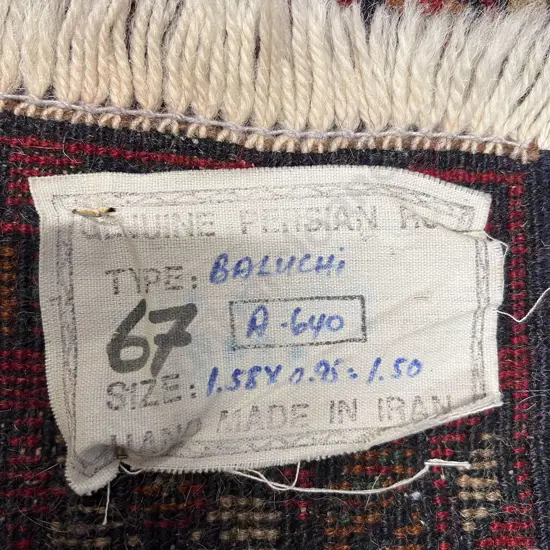 GENUINE PERSIAN RUG
TYPE: BALUCHi
67
A-640
SIZE: 1.58X0.95=1.50
HAND MADE IN IRAN